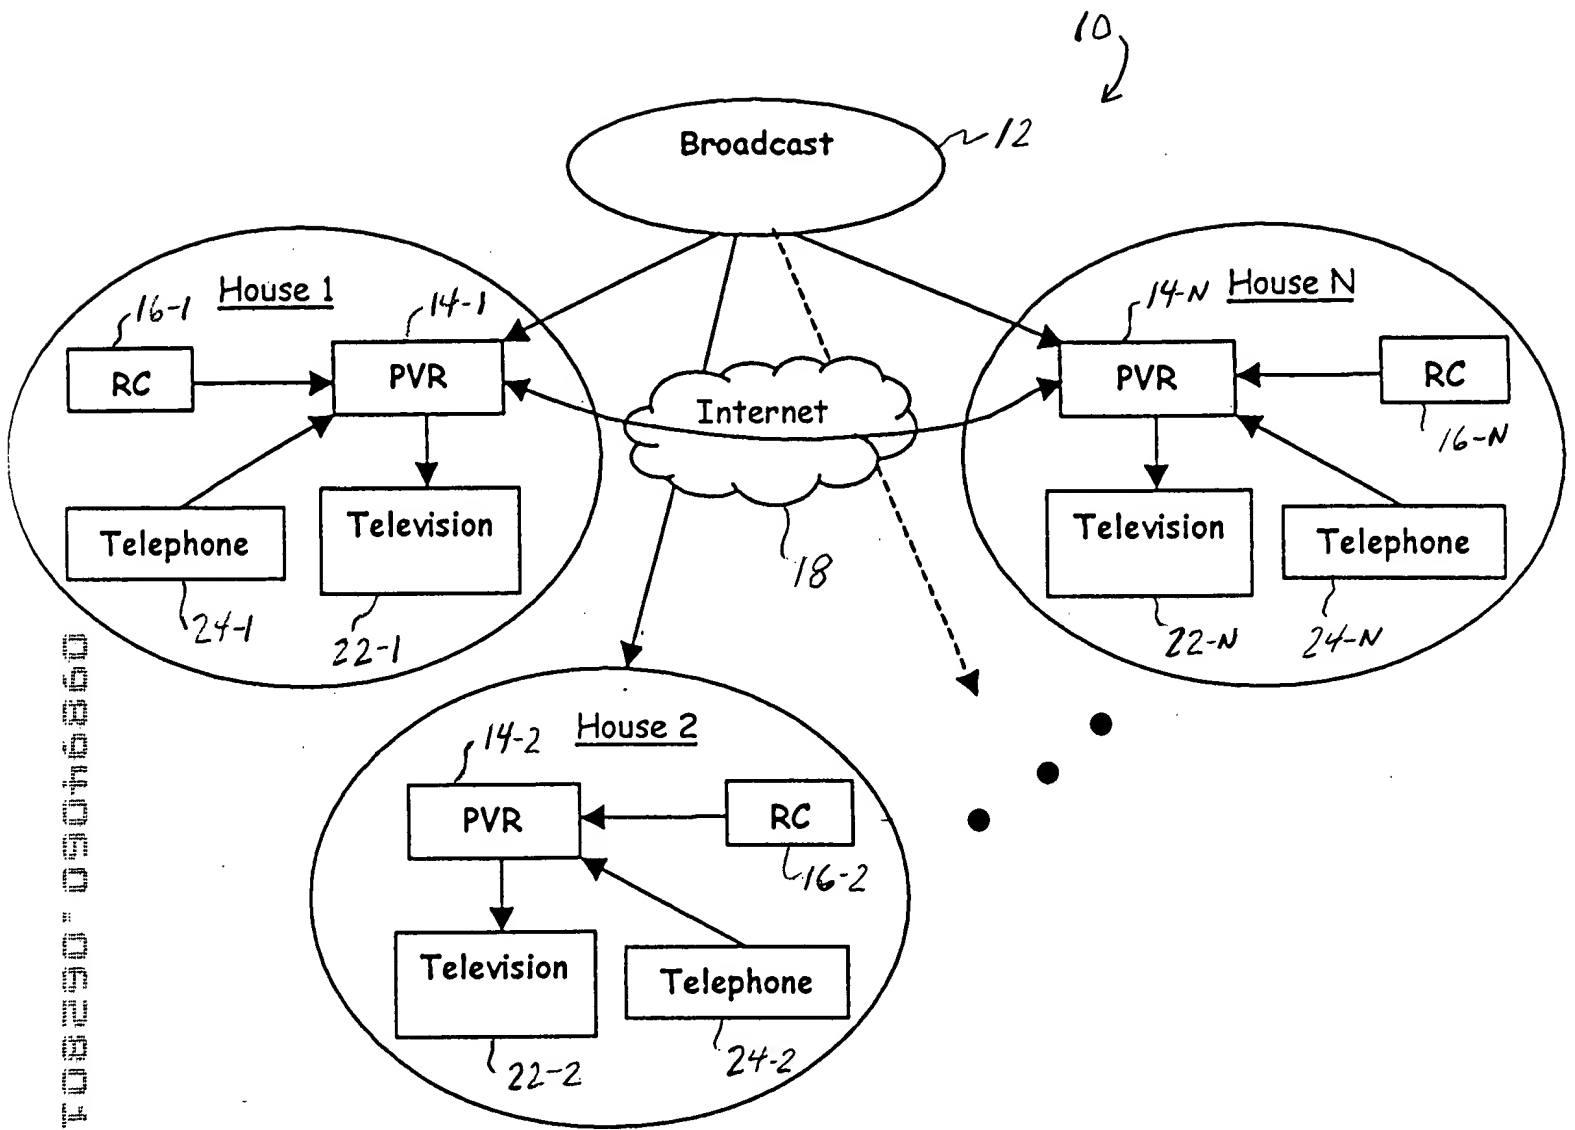 10
Broadcast
12
House 1
16-1
14-1
RC
PVR
Telephone
Television
24-1
22-1
Internet
18
House N
14-N
PVR
RC
16-N
Television
Telephone
22-N
24-N
House 2
14-2
PVR
RC
16-2
Television
Telephone
22-2
24-2
09894060.062801